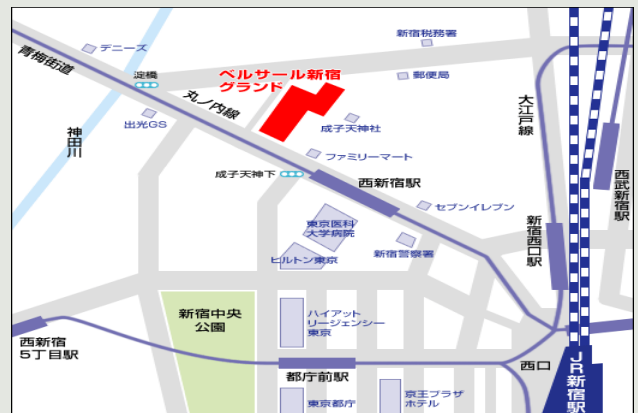 デニーズ
新宿税務署
青梅街道
淀橋
ベルサール新宿
グランド
郵便局
丸ノ内線
大江戸線
出光GS
成子天神社
神田川
ファミリーマート
成子天神下
西新宿駅
西武新宿駅
セブンイレブン
東京医科
大学病院
新宿西口駅
新宿警察署
ヒルトン東京
新宿中央
公園
ハイアット
リージェンシー
東京
西新宿
5丁目駅
都庁前駅
西口
JR新宿駅
東京都庁
京王プラザ
ホテル